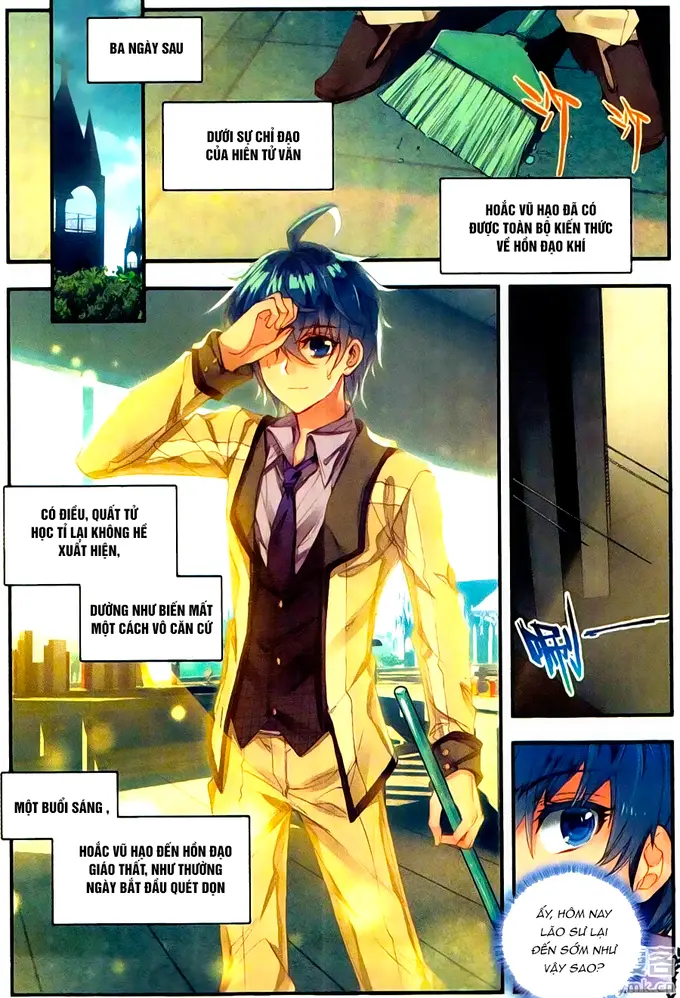 BA NGÀY SAU
DƯỚI SỰ CHỈ ĐẠO
CỦA HIÊN TỬ VĂN
HOẮC VŨ HẠO ĐÃ CÓ
ĐƯỢC TOÀN BỘ KIẾN THỨC
VỀ HỒN ĐẠO KHÍ
CÓ ĐIỀU, QUẤT TỬ
HỌC TỈ LẠI KHÔNG HỀ
XUẤT HIỆN,
DƯỜNG NHƯ BIẾN MẤT
MỘT CÁCH VÔ CĂN CỨ
MỘT BUỔI SÁNG ,
HOẮC VŨ HẠO ĐẾN HỒN ĐẠO
GIÁO THẤT, NHƯ THƯỜNG
NGÀY BẮT ĐẦU QUÉT DỌN
ẤY, HÔM NAY
LÃO SƯ LẠI
ĐẾN SỚM NHƯ
VẬY SAO?
mk.cn